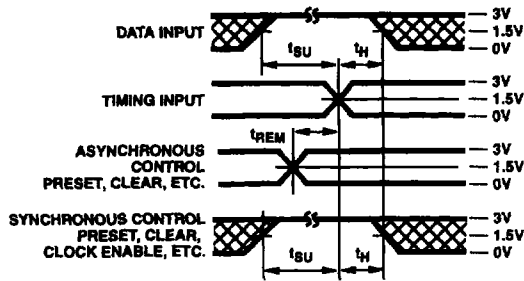 DATA INPUT
3V
1.5V
0V
tSU
tH
TIMING INPUT
3V
1.5V
0V
tREM
ASYNCHRONOUS
CONTROL
PRESET, CLEAR, ETC.
3V
1.5V
0V
SYNCHRONOUS CONTROL
PRESET, CLEAR,
CLOCK ENABLE, ETC.
3V
1.5V
0V
tSU
tH